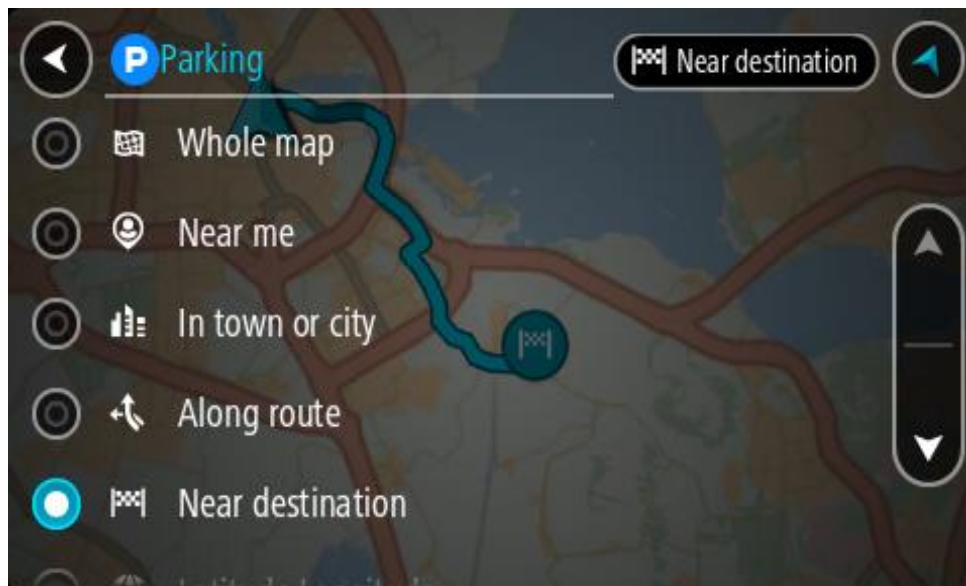 P Parking
Near destination
Whole map
Near me
In town or city
Along route
Near destination